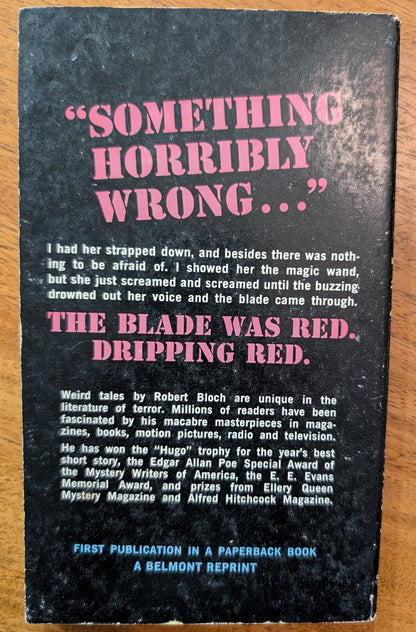 “SOMETHING
HORRIBLY
WRONG...”
I had her strapped down, and besides there was noth-
ing to be afraid of. I showed her the magic wand,
but she just screamed and screamed until the buzzing
drowned out her voice and the blade came through.
THE BLADE WAS RED.
DRIPPING RED.
Weird tales by Robert Bloch are unique in the
literature of terror. Millions of readers have been
fascinated by his macabre masterpieces in maga-
zines, books, motion pictures, radio and television.
He has won the “Hugo” trophy for the year’s best
short story, the Edgar Allan Poe Special Award of
the Mystery Writers of America, the E. E. Evans
Memorial Award, and prizes from Ellery Queen
Mystery Magazine and Alfred Hitchcock Magazine.
FIRST PUBLICATION IN A PAPERBACK BOOK
A BELMONT REPRINT